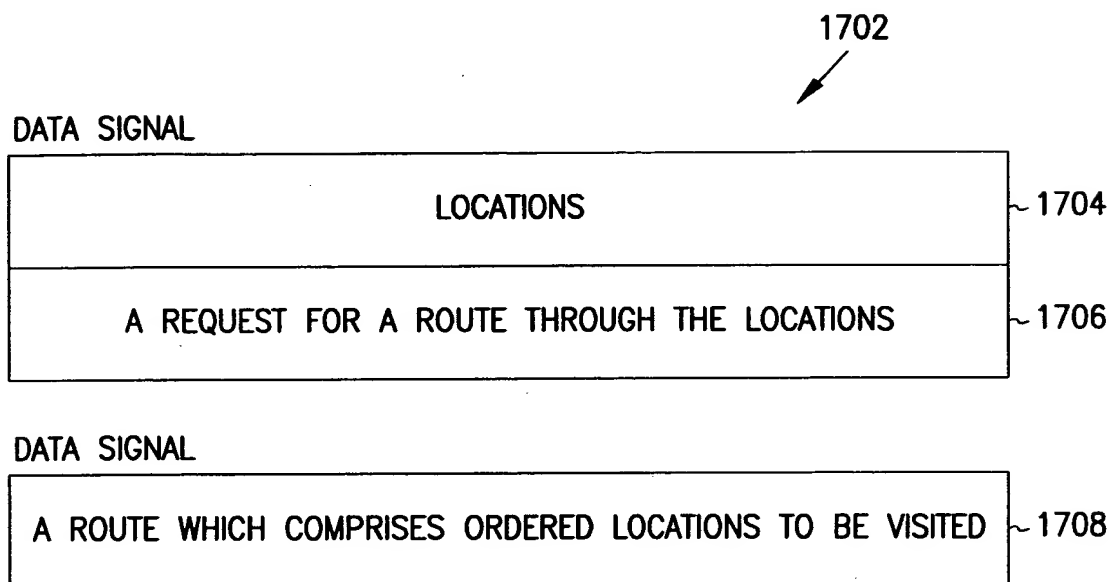 1702
DATA SIGNAL
LOCATIONS
1704
A REQUEST FOR A ROUTE THROUGH THE LOCATIONS
1706
DATA SIGNAL
A ROUTE WHICH COMPRISES ORDERED LOCATIONS TO BE VISITED
1708